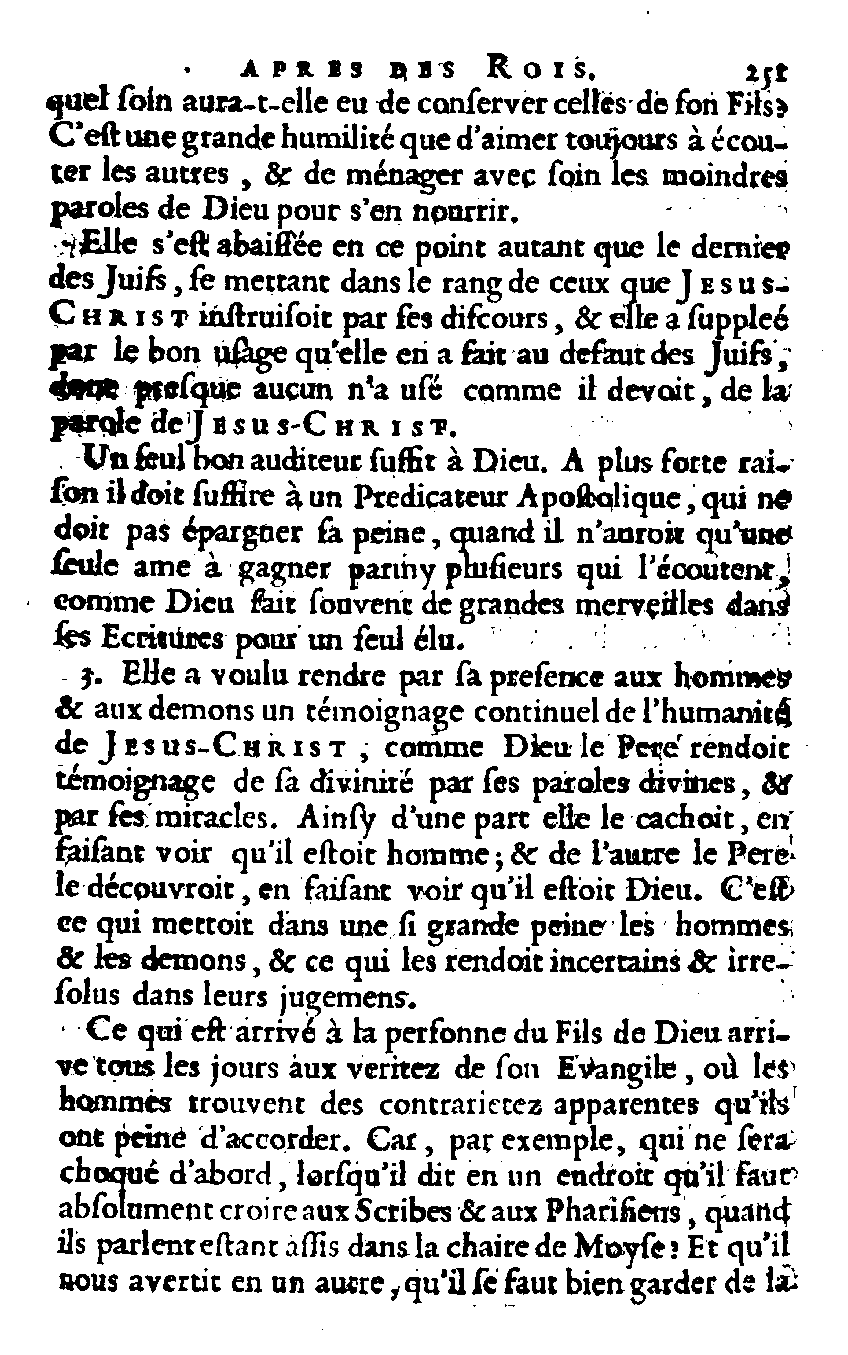 APRES DES ROIS. 251
quel ſoin aura-t-elle eu de conſerver celles de ſon Fils?
C'eſt une grande humilité que d'aimer toujours à écou-
ter les autres, & de ménager avec ſoin les moindres
paroles de Dieu pour s'en nourrir.
Elle s'eſt abaiſſée en ce point autant que le dernier
des Juifs, ſe mettant dans le rang de ceux que JESUS-
CHRIST inſtruiſoit par ſes diſcours, & elle a ſuppleé
par le bon uſage qu'elle en a fait au defaut des Juifs,
dont preſque aucun n'a uſé comme il devoit, de la
parole de JESUS-CHRIST.
Un ſeul bon auditeur ſuffit à Dieu. A plus forte rai-
ſon il doit ſuffire à un Predicateur Apoſtolique, qui ne
doit pas épargner ſa peine, quand il n'auroit qu'une
ſeule ame à gagner parmy pluſieurs qui l'écoutent,
comme Dieu fait ſouvent de grandes merveilles dans
ſes Ecritures pour un ſeul élu.
3. Elle a voulu rendre par ſa preſence aux hommes
& aux demons un témoignage continuel de l'humanité
de JESUS-CHRIST, comme Dieu le Pere rendoit
témoignage de ſa divinité par ſes paroles divines, &
par ſes miracles. Ainſy d'une part elle le cachoit, en
faiſant voir qu'il eſtoit homme; & de l'autre le Pere
le découvroit, en faiſant voir qu'il eſtoit Dieu. C'eſt
ce qui mettoit dans une ſi grande peine les hommes
& les demons, & ce qui les rendoit incertains & irre-
ſolus dans leurs jugemens.
Ce qui eſt arrivé à la perſonne du Fils de Dieu arri-
ve tous les jours aux veritez de ſon Evangile, où les
hommes trouvent des contrarietez apparentes qu'ils
ont peine d'accorder. Car, par exemple, qui ne ſera
choqué d'abord, lorſqu'il dit en un endroit qu'il faut
abſolument croire aux Scribes & aux Phariſiens, quand
ils parlent eſtant aſſis dans la chaire de Moyſe? Et qu'il
nous avertit en un autre, qu'il ſe faut bien garder de la